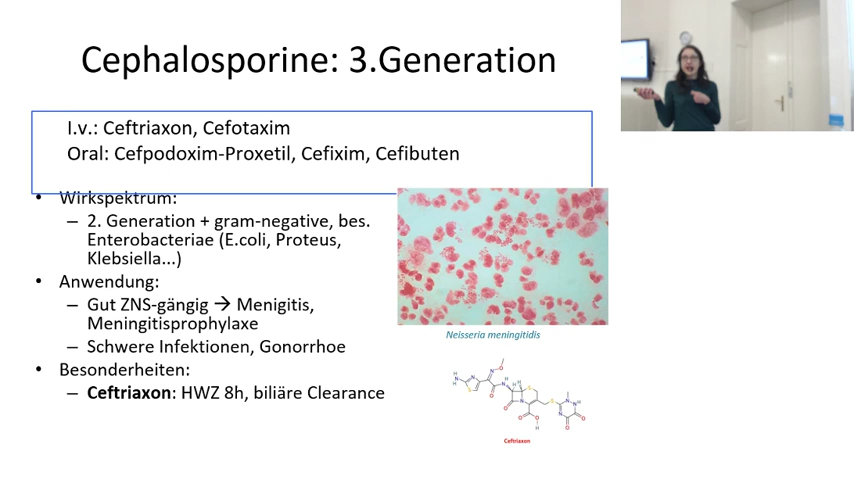 Cephalosporine: 3.Generation
I.v.: Ceftriaxon, Cefotaxim
Oral: Cefpodoxim-Proxetil, Cefixim, Cefibuten
• Wirkspektrum:
– 2. Generation + gram-negative, bes.
Enterobacteriae (E.coli, Proteus,
Klebsiella...)
• Anwendung:
– Gut ZNS-gängig → Menigitis,
Meningitisprophylaxe
– Schwere Infektionen, Gonorrhoe
• Besonderheiten:
– Ceftriaxon: HWZ 8h, biliäre Clearance
Neisseria meningitidis
Ceftriaxon